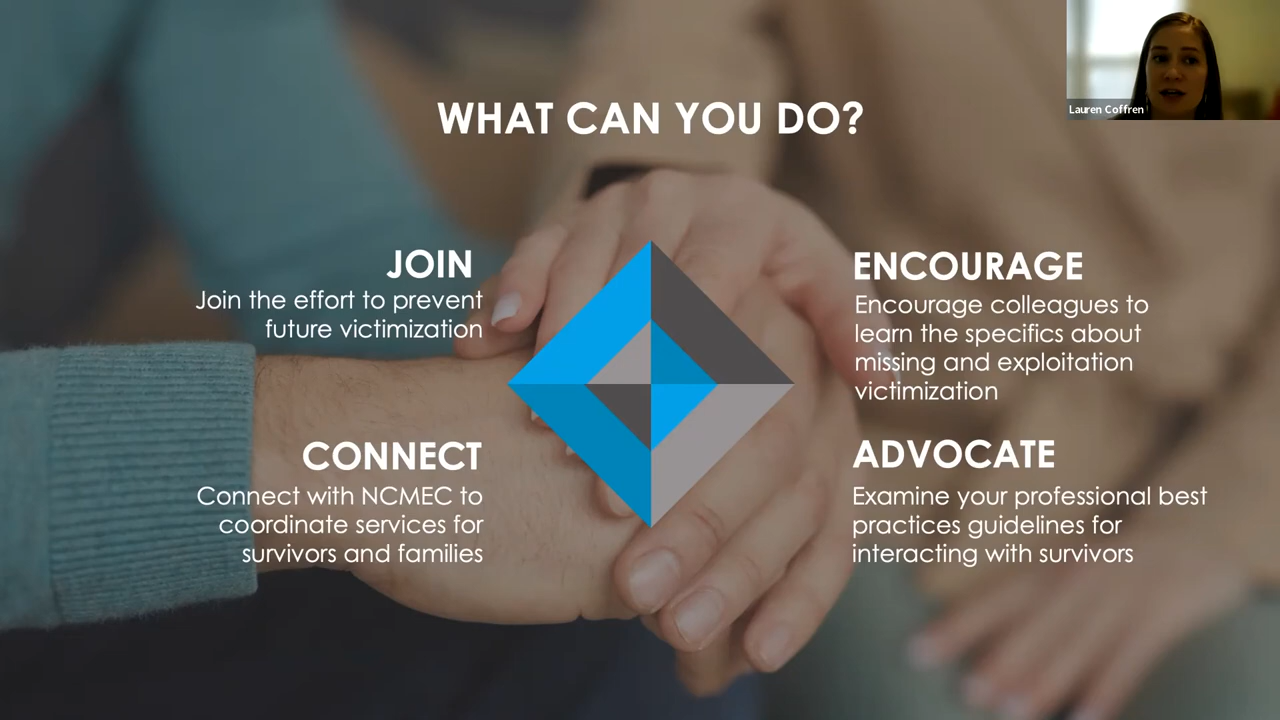 Lauren Coffren
WHAT CAN YOU DO?
JOIN
Join the effort to prevent
future victimization
ENCOURAGE
Encourage colleagues to
learn the specifics about
missing and exploitation
victimization
CONNECT
Connect with NCMEC to
coordinate services for
survivors and families
ADVOCATE
Examine your professional best
practices guidelines for
interacting with survivors